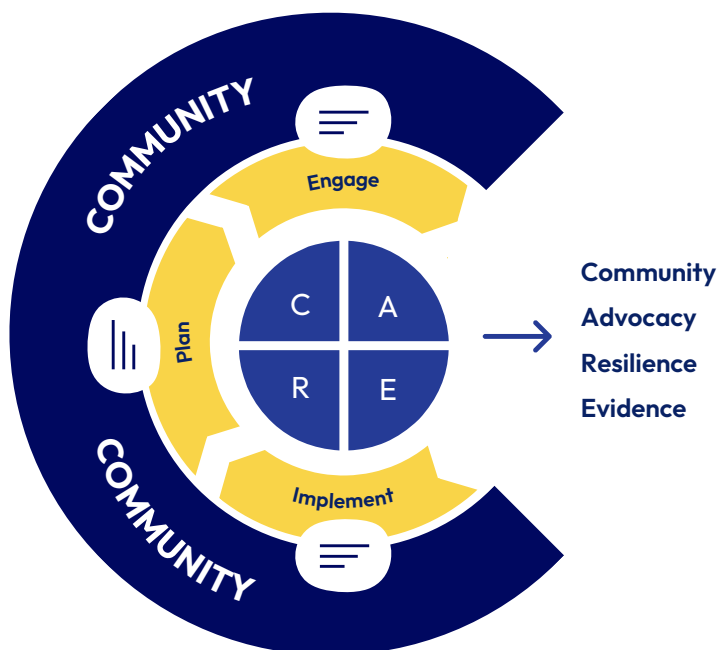 COMMUNITY
Engage
Plan
C A
R E
Implement
COMMUNITY
Community
Advocacy
Resilience
Evidence